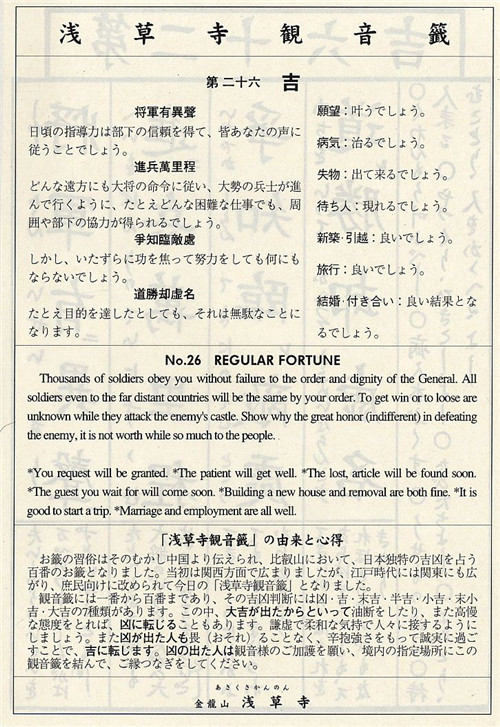 浅草寺観音籤
第二十六 吉
将軍有異聲
日頃の指導力は部下の信頼を得て、皆あなたの声に
従うことでしょう。
進兵萬里程
どんな遠方にも大将の命令に従い、大勢の兵士が進
んで行くように、たとえどんな困難な仕事でも、周
囲や部下の協力が得られるでしょう。
爭知臨敵處
しかし、いたずらに功を焦って努力をしても何にも
ならないでしょう。
道勝却虚名
たとえ目的を達したとしても、それは無駄なことに
なります。
願望：叶うでしょう。
病気：治るでしょう。
失物：出て来るでしょう。
待ち人：現れるでしょう。
新築・引越：良いでしょう。
旅行：良いでしょう。
結婚・付き合い：良い結果とな
るでしょう。
No.26 REGULAR FORTUNE
Thousands of soldiers obey you without failure to the order and dignity of the General. All
soldiers even to the far distant countries will be the same by your order. To get win or to loose are
unknown while they attack the enemy's castle. Show why the great honor (indifferent) in defeating
the enemy, it is not worth while so much to the people.
*You request will be granted. *The patient will get well. *The lost, article will be found soon.
*The guest you wait for will come soon. *Building a new house and removal are both fine. *It is
good to start a trip. *Marriage and employment are all well.
「浅草寺観音籤」の由来と心得
お籤の習俗はそのむかし中国より伝えられ、比叡山において、日本独特の吉凶を占う
百番のお籤となりました。当初は関西方面で広まりましたが、江戸時代には関東にも広
がり、庶民向けに改められて今日の「浅草寺観音籤」となりました。
観音籤には一番から百番まであり、その吉凶判断には凶・吉・末吉・半吉・小吉・末小
吉・大吉の7種類があります。この中、大吉が出たからといって油断をしたり、また高慢
な態度をとれば、凶に転じることもあります。謙虚で柔和な気持で人々に接するように
しましょう。また凶が出た人も畏（おそれ）ることなく、辛抱強さをもって誠実に過ご
すことで、吉に転じます。凶の出た人は観音様のご加護を願い、境内の指定場所にこの
観音籤を結んで、ご縁つなぎをしてください。
あさくさかんのん
金龍山 浅草寺